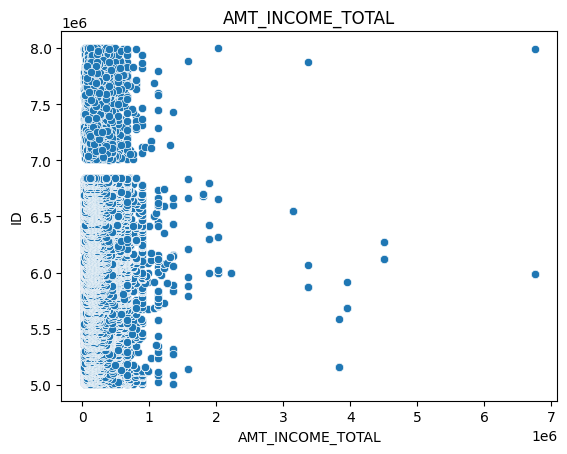 AMT_INCOME_TOTAL
1e6
8.0
7.5
7.0
6.5
6.0
5.5
5.0
ID
0 1 2 3 4 5 6 7
1e6
AMT_INCOME_TOTAL